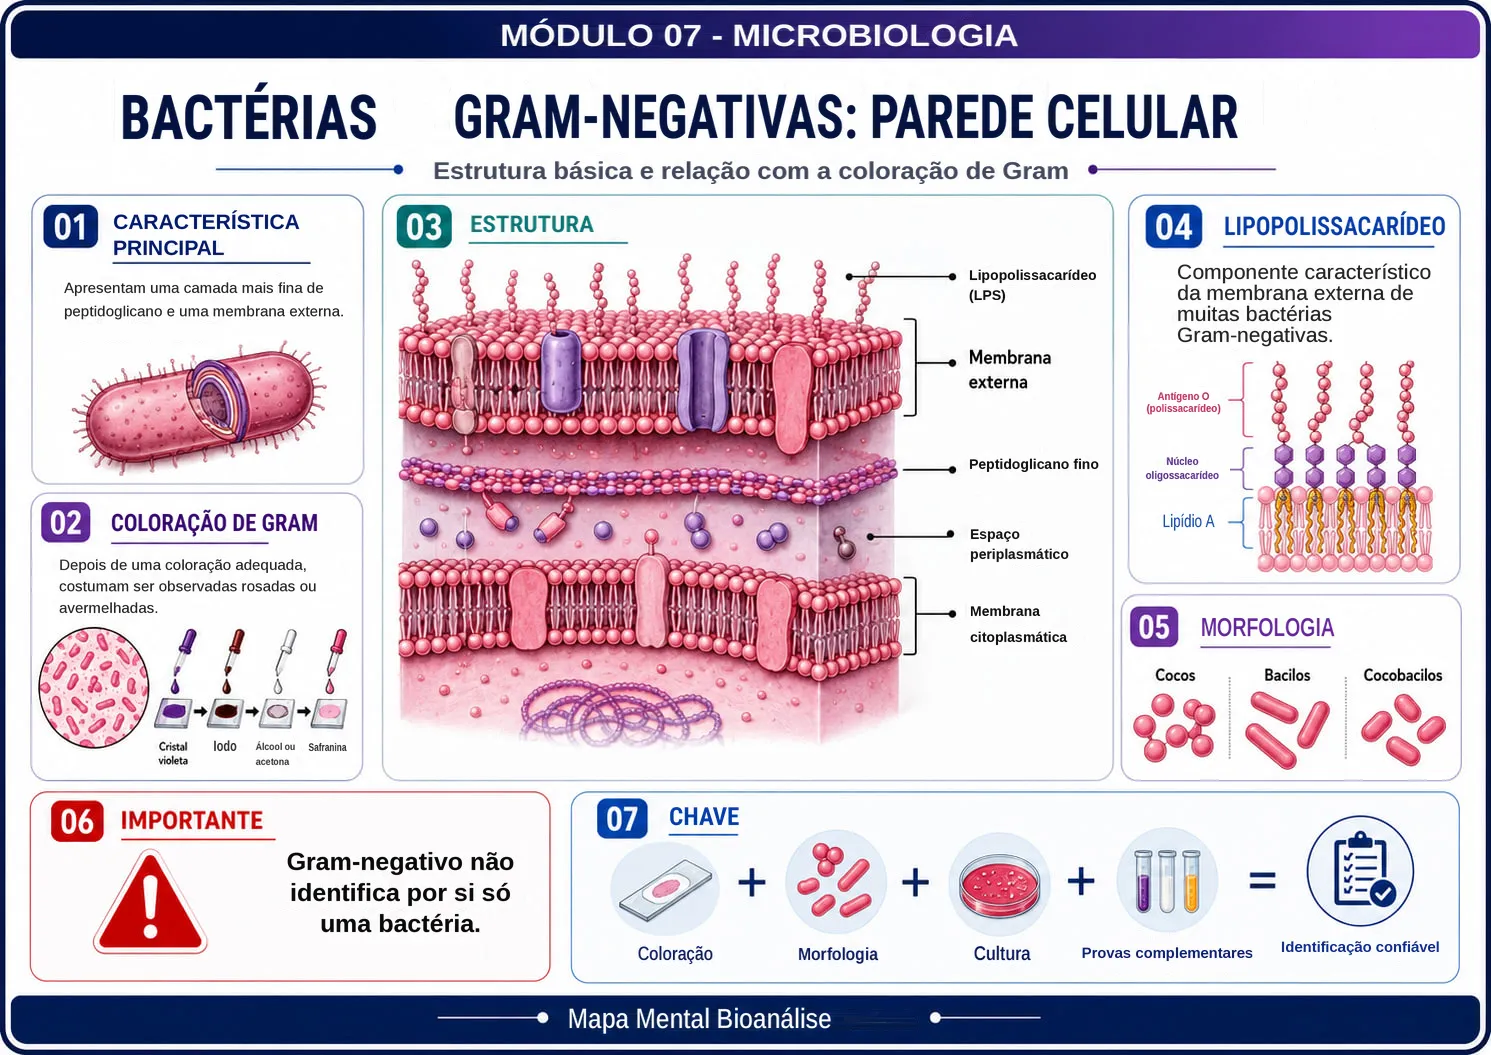 MÓDULO 07 - MICROBIOLOGIA
BACTÉRIAS GRAM-NEGATIVAS: PAREDE CELULAR
Estrutura básica e relação com a coloração de Gram
01
CARACTERÍSTICA
PRINCIPAL
Apresentam uma camada mais fina de
peptidoglicano e uma membrana externa.
02
COLORAÇÃO DE GRAM
Depois de uma coloração adequada,
costumam ser observadas rosadas ou
avermelhadas.
Cristal
violeta
Iodo
Álcool ou
acetona
Safranina
03
ESTRUTURA
Lipopolissacarídeo
(LPS)
Membrana
externa
Peptidoglicano fino
Espaço
periplasmático
Membrana
citoplasmática
04
LIPOPOLISSACARÍDEO
Componente característico
da membrana externa de
muitas bactérias
Gram-negativas.
Antígeno O
(polissacarídeo)
Núcleo
oligossacarídeo
Lipídio A
05
MORFOLOGIA
Cocos
Bacilos
Cocobacilos
06
IMPORTANTE
Gram-negativo não
identifica por si só
uma bactéria.
07
CHAVE
Coloração
+
Morfologia
+
Cultura
+
Provas complementares
=
Identificação confiável
Mapa Mental Bioanálise